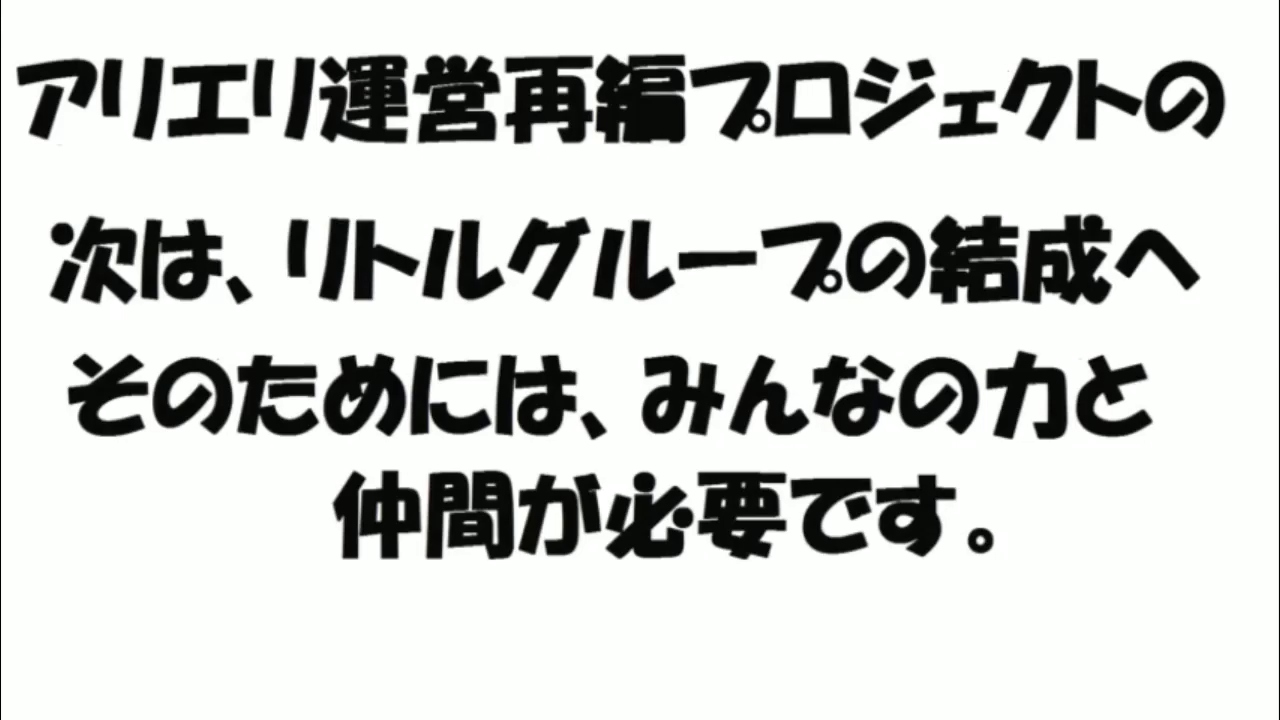 アリエリ運営再編プロジェクトの
次は、リトルグループの結成へ
そのためには、みんなの力と
仲間が必要です。